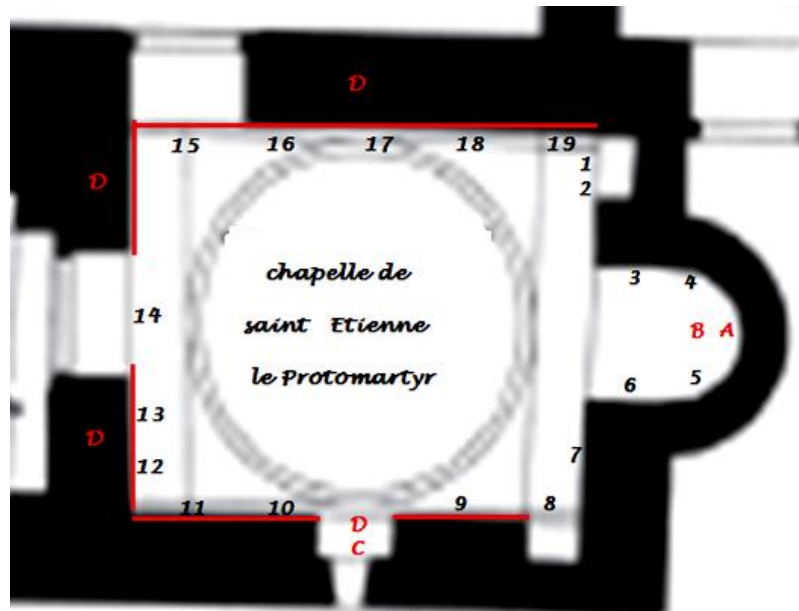 D
15 16 17 18 19
1
D 2
chapelle de
3 4
14 saint Etienne B A
le Protomartyr 6 5
13
D 7
12
11 10 9 8
D
C